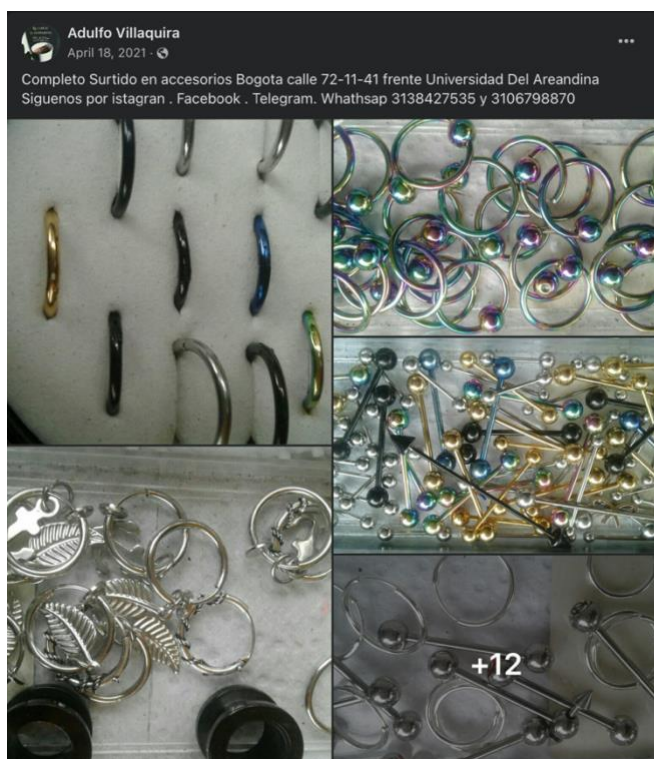 Adulfo Villaquira
April 18, 2021 ·
Completo Surtido en accesorios Bogota calle 72-11-41 frente Universidad Del Areandina
Siguenos por istagran . Facebook . Telegram. Whathsap 3138427535 y 3106798870
+12